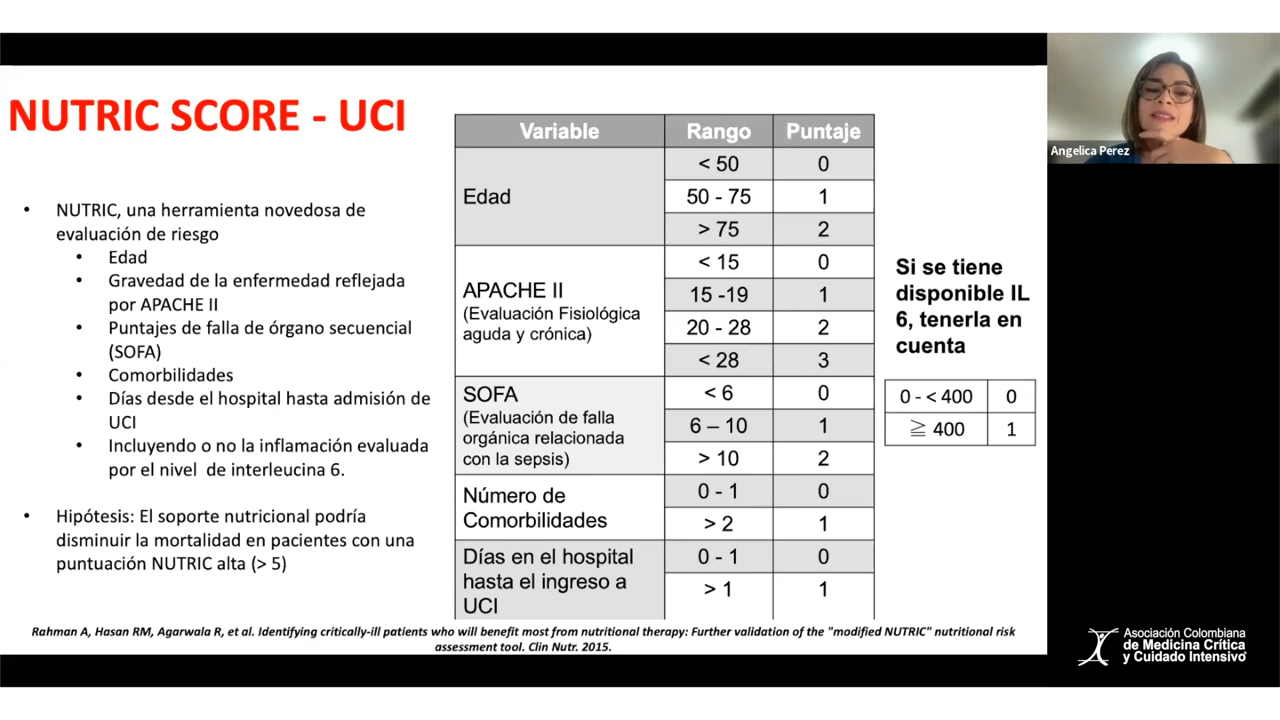 NUTRIC SCORE - UCI
• NUTRIC, una herramienta novedosa de
evaluación de riesgo
• Edad
• Gravedad de la enfermedad reflejada
por APACHE II
• Puntajes de falla de órgano secuencial
(SOFA)
• Comorbilidades
• Días desde el hospital hasta admisión de
UCI
• Incluyendo o no la inflamación evaluada
por el nivel de interleucina 6.
• Hipótesis: El soporte nutricional podría
disminuir la mortalidad en pacientes con una
puntuación NUTRIC alta (> 5)
Variable Rango Puntaje
Edad
< 50 0
50 - 75 1
> 75 2
APACHE II
(Evaluación Fisiológica
aguda y crónica)
< 15 0
15 -19 1
20 - 28 2
< 28 3
SOFA
(Evaluación de falla
orgánica relacionada
con la sepsis)
< 6 0
6 – 10 1
> 10 2
Número de
Comorbilidades
0 - 1 0
> 2 1
Días en el hospital
hasta el ingreso a
UCI
0 - 1 0
> 1 1
Si se tiene
disponible IL
6, tenerla en
cuenta
0 - < 400 0
≧ 400 1
Rahman A, Hasan RM, Agarwala R, et al. Identifying critically-ill patients who will benefit most from nutritional therapy: Further validation of the "modified NUTRIC" nutritional risk
assessment tool. Clin Nutr. 2015.
Angelica Perez
Asociación Colombiana
de Medicina Crítica
y Cuidado Intensivo